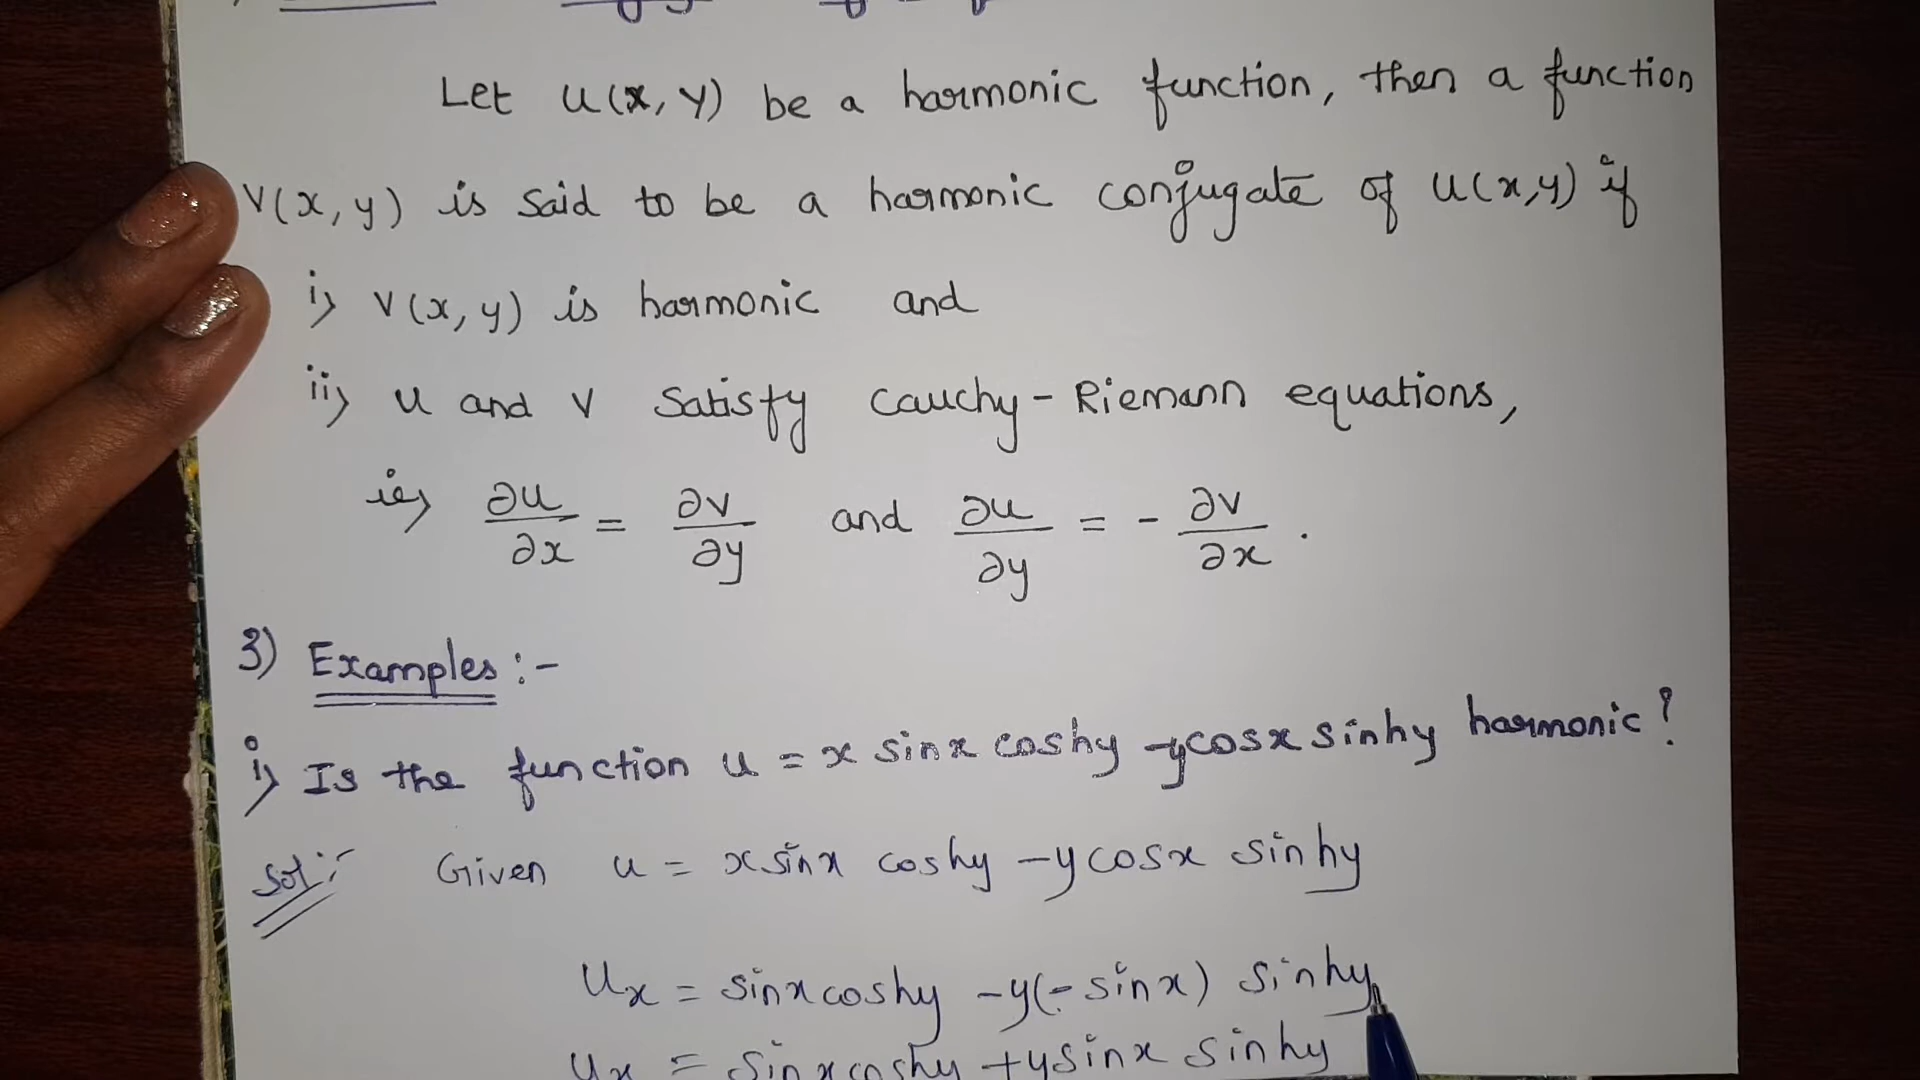 Let u(x, y) be a harmonic function, then a function
v(x, y) is said to be a harmonic conjugate of u(x,y) if
i) v(x, y) is harmonic and
ii) u and v satisfy Cauchy-Riemann equations,
ie) ∂u/∂x = ∂v/∂y and ∂u/∂y = - ∂v/∂x .
3) Examples :-
i) Is the function u = x sinx coshy -ycosx sinhy harmonic?
Sol:- Given u = x sinx coshy -ycosx sinhy
ux = sinx coshy -y(-sinx) sinhy
ux = sinx coshy +ysinx sinhy